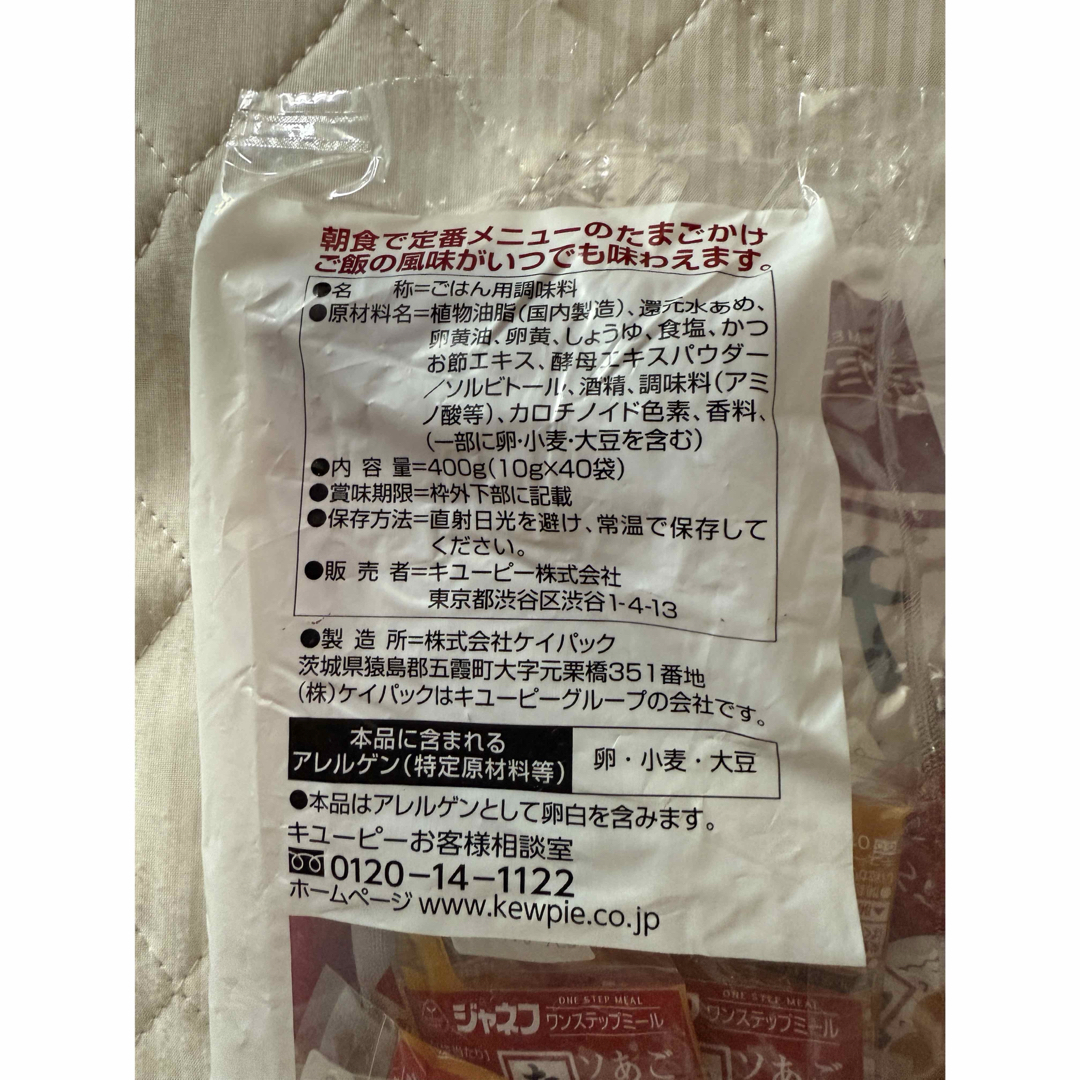 朝食で定番メニューのたまごかけ
ご飯の風味がいつでも味わえます。
●名　　称=ごはん用調味料
●原材料名=植物油脂(国内製造)、還元水あめ、
卵黄油、卵黄、しょうゆ、食塩、かつ
お節エキス、酵母エキスパウダー
/ソルビトール、酒精、調味料(アミ
ノ酸等)、カロチノイド色素、香料、
(一部に卵・小麦・大豆を含む)
●内 容 量=400g(10g×40袋)
●賞味期限=枠外下部に記載
●保存方法=直射日光を避け、常温で保存して
ください。
●販 売 者=キユーピー株式会社
東京都渋谷区渋谷1-4-13
●製 造 所=株式会社ケイパック
茨城県猿島郡五霞町大字元栗橋351番地
(株)ケイパックはキユーピーグループの会社です。
本品に含まれる
アレルゲン(特定原材料等)
卵・小麦・大豆
●本品はアレルゲンとして卵白を含みます。
キユーピーお客様相談室
0120-14-1122
ホームページ www.kewpie.co.jp
ONE STEP MEAL
ジャネフ ワンステップミール
ONE STEP MEAL
ワンステップミール